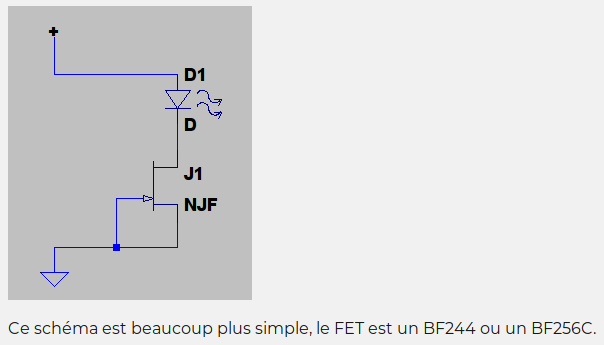 +
D1
D
J1
NJF
Ce schéma est beaucoup plus simple, le FET est un BF244 ou un BF256C.